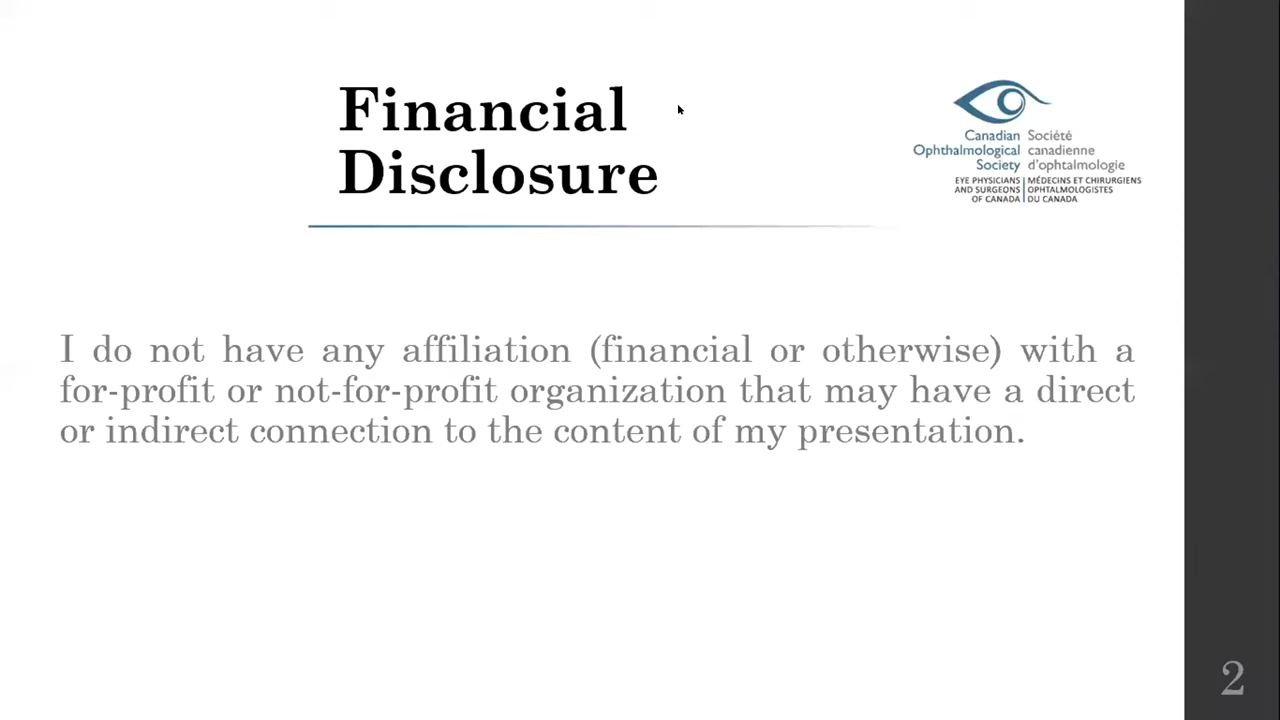 Financial
Disclosure
Canadian
Ophthalmological
Society
Société
canadienne
d'ophtalmologie
EYE PHYSICIANS
AND SURGEONS
OF CANADA
MÉDECINS ET CHIRURGIENS
OPHTALMOLOGISTES
DU CANADA
I do not have any affiliation (financial or otherwise) with a
for-profit or not-for-profit organization that may have a direct
or indirect connection to the content of my presentation.
2